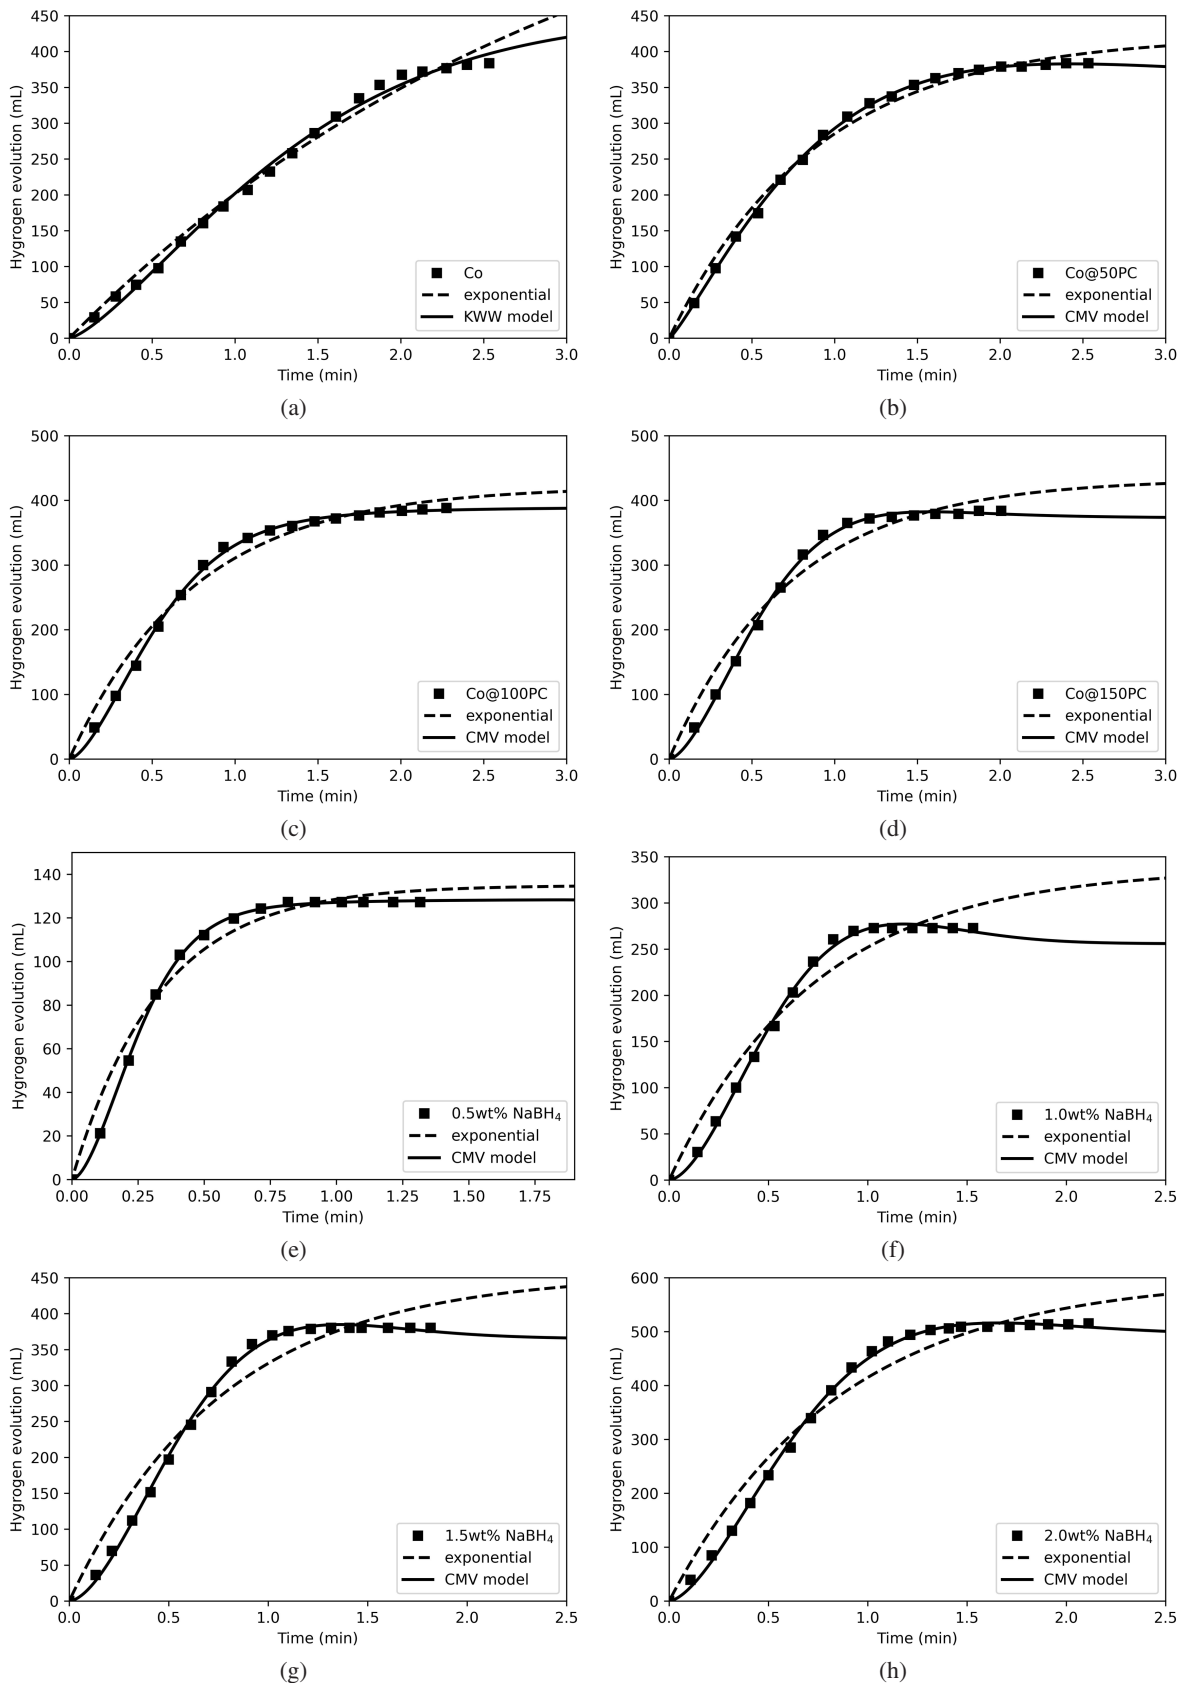 450
400
350
300
250
200
150
100
50
0
Hygrogen evolution (mL)
Co
exponential
KWW model
0.0 0.5 1.0 1.5 2.0 2.5 3.0
Time (min)
(a)
450
400
350
300
250
200
150
100
50
0
Hygrogen evolution (mL)
Co@50PC
exponential
CMV model
0.0 0.5 1.0 1.5 2.0 2.5 3.0
Time (min)
(b)
500
400
300
200
100
0
Hygrogen evolution (mL)
Co@100PC
exponential
CMV model
0.0 0.5 1.0 1.5 2.0 2.5 3.0
Time (min)
(c)
500
400
300
200
100
0
Hygrogen evolution (mL)
Co@150PC
exponential
CMV model
0.0 0.5 1.0 1.5 2.0 2.5 3.0
Time (min)
(d)
140
120
100
80
60
40
20
0
Hygrogen evolution (mL)
0.5wt% NaBH₄
exponential
CMV model
0.00 0.25 0.50 0.75 1.00 1.25 1.50 1.75
Time (min)
(e)
350
300
250
200
150
100
50
0
Hygrogen evolution (mL)
1.0wt% NaBH₄
exponential
CMV model
0.0 0.5 1.0 1.5 2.0 2.5
Time (min)
(f)
450
400
350
300
250
200
150
100
50
0
Hygrogen evolution (mL)
1.5wt% NaBH₄
exponential
CMV model
0.0 0.5 1.0 1.5 2.0 2.5
Time (min)
(g)
600
500
400
300
200
100
0
Hygrogen evolution (mL)
2.0wt% NaBH₄
exponential
CMV model
0.0 0.5 1.0 1.5 2.0 2.5
Time (min)
(h)